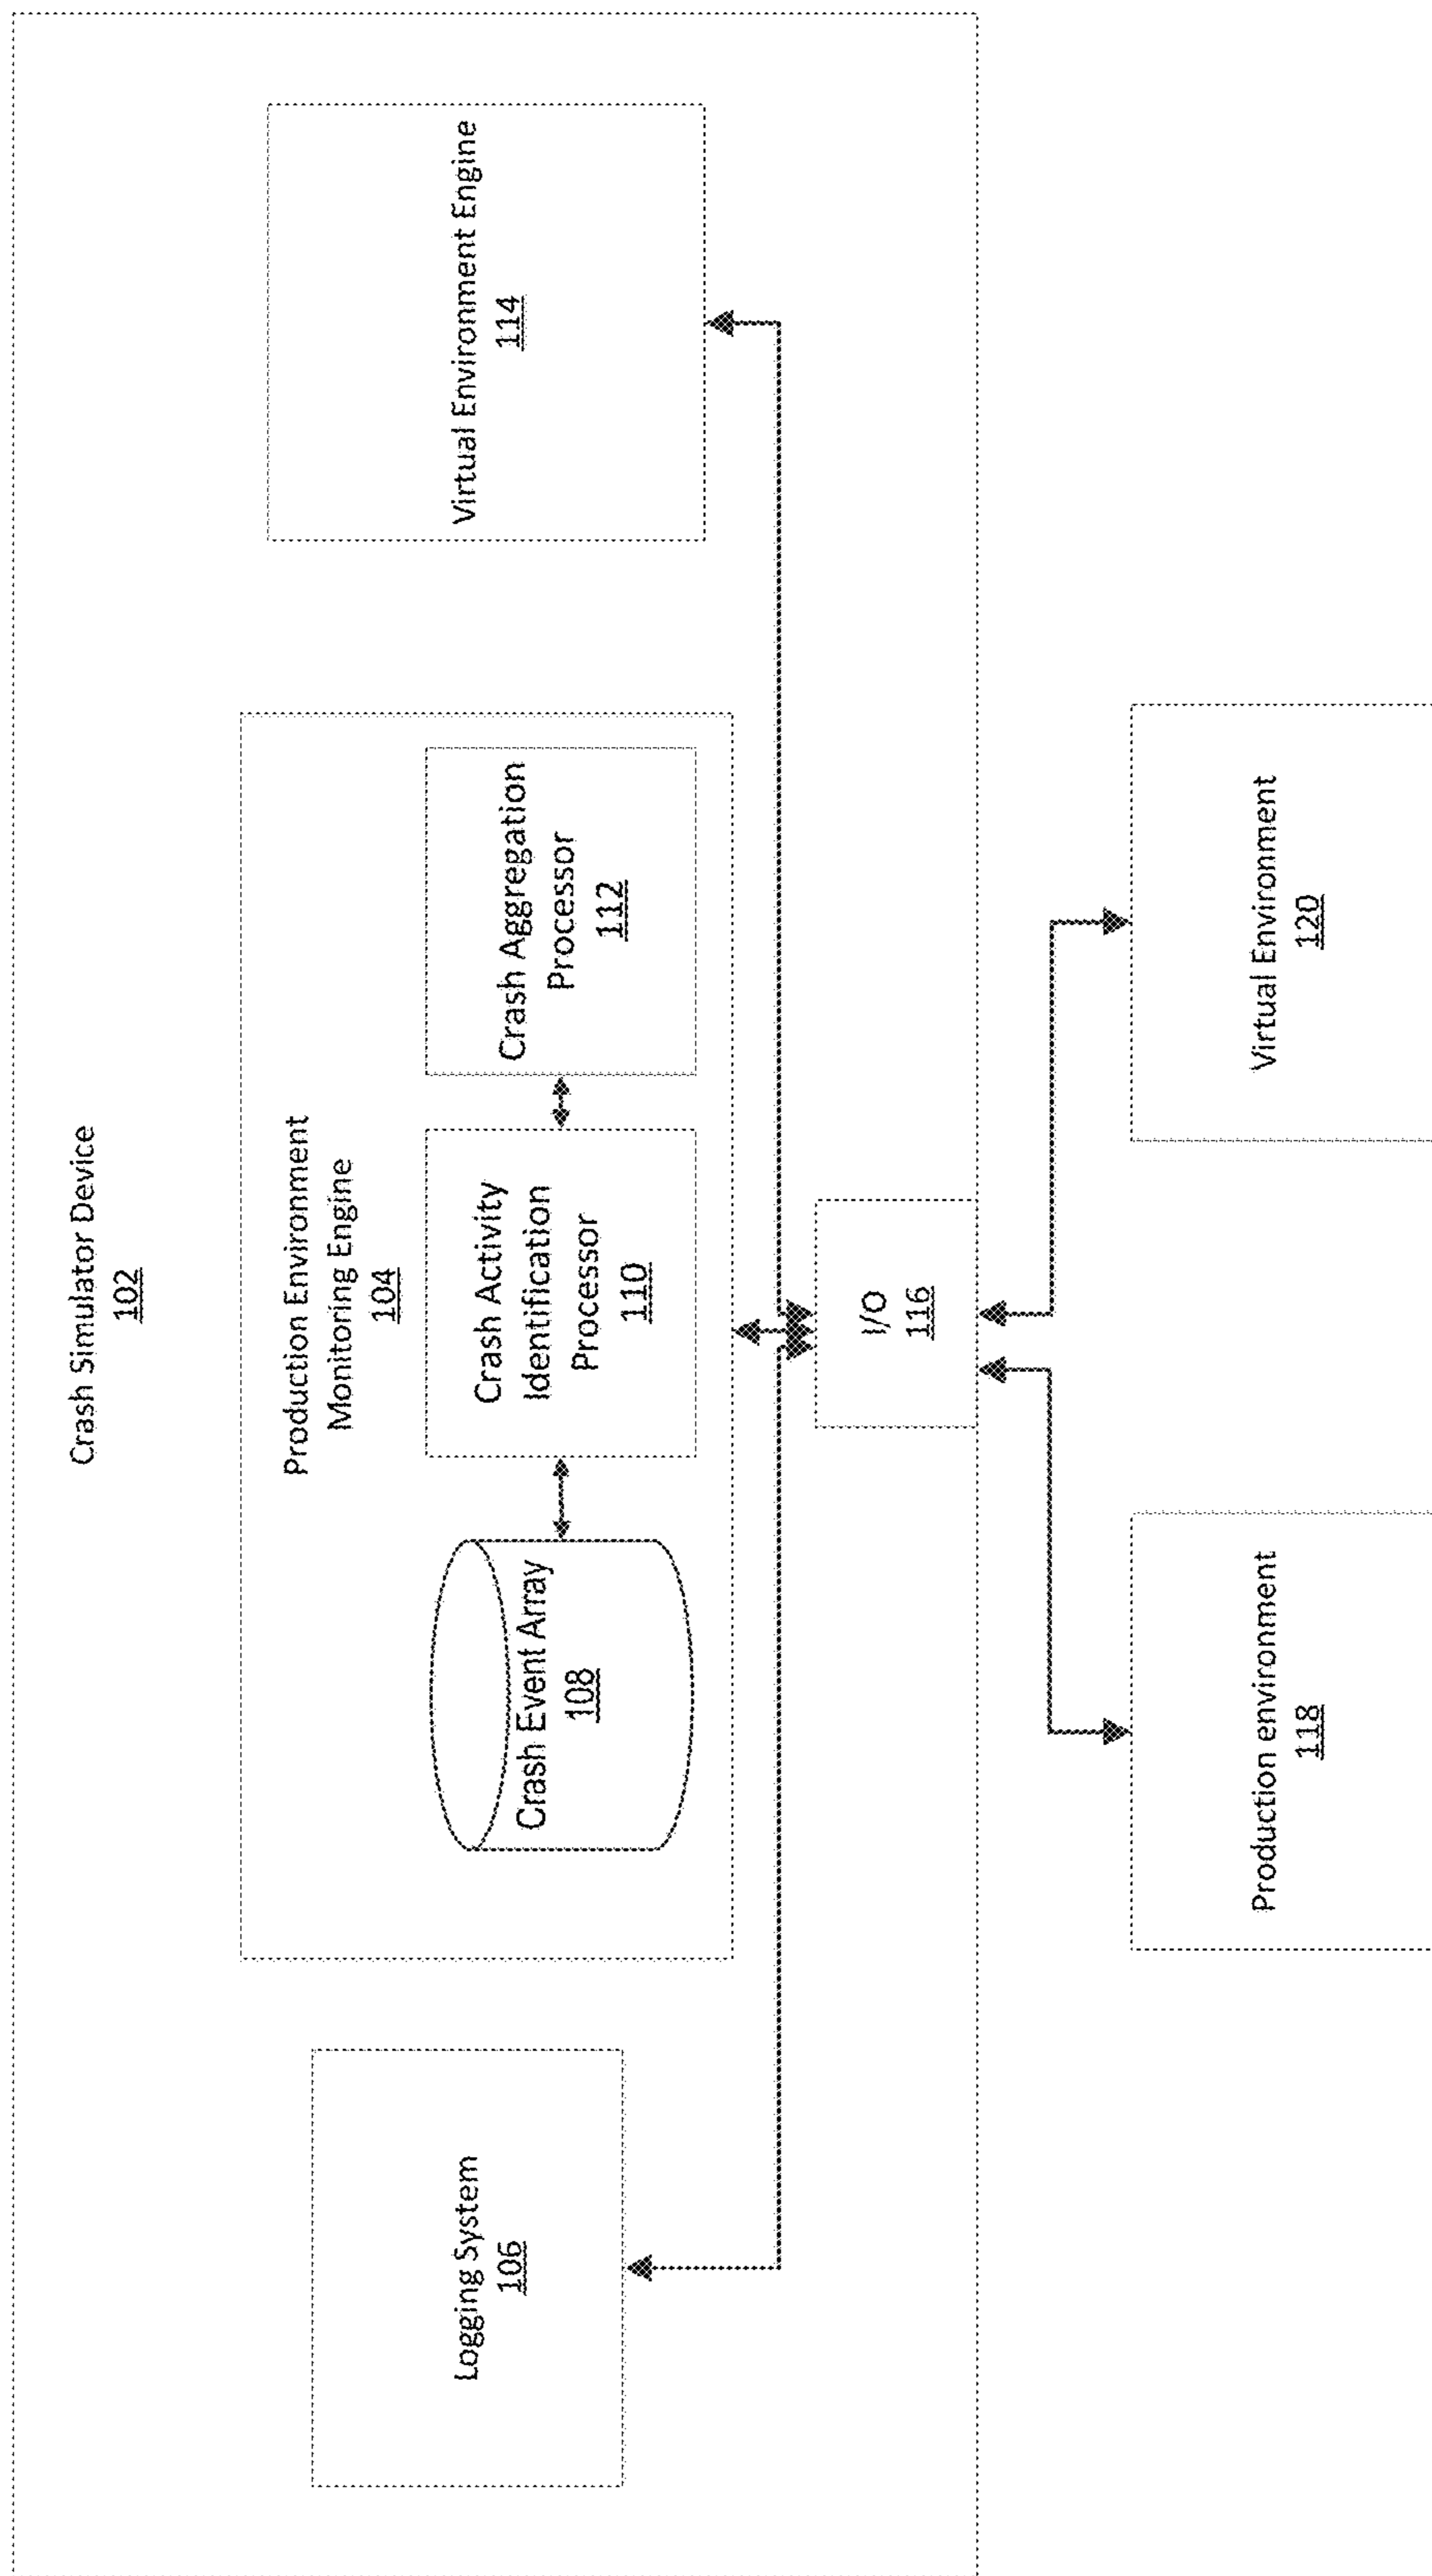 Crash Simulator Device
102
Production Environment
Monitoring Engine
104
Logging System
106
Crash Event Array
108
Crash Activity
Identification
Processor
110
Crash Aggregation
Processor
112
Virtual Environment Engine
114
I/O
116
Production environment
118
Virtual Environment
120